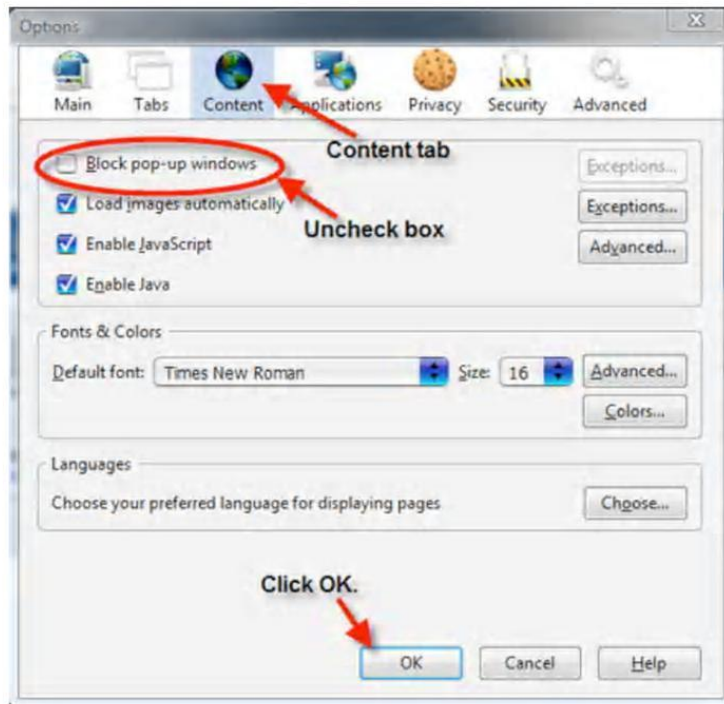 Options
Main Tabs Content Applications Privacy Security Advanced
Content tab
Block pop-up windows Exceptions...
Load images automatically Exceptions...
Uncheck box
Enable JavaScript Advanced...
Enable Java
Fonts & Colors
Default font: Times New Roman Size: 16 Advanced...
Colors...
Languages
Choose your preferred language for displaying pages Choose...
Click OK.
OK Cancel Help